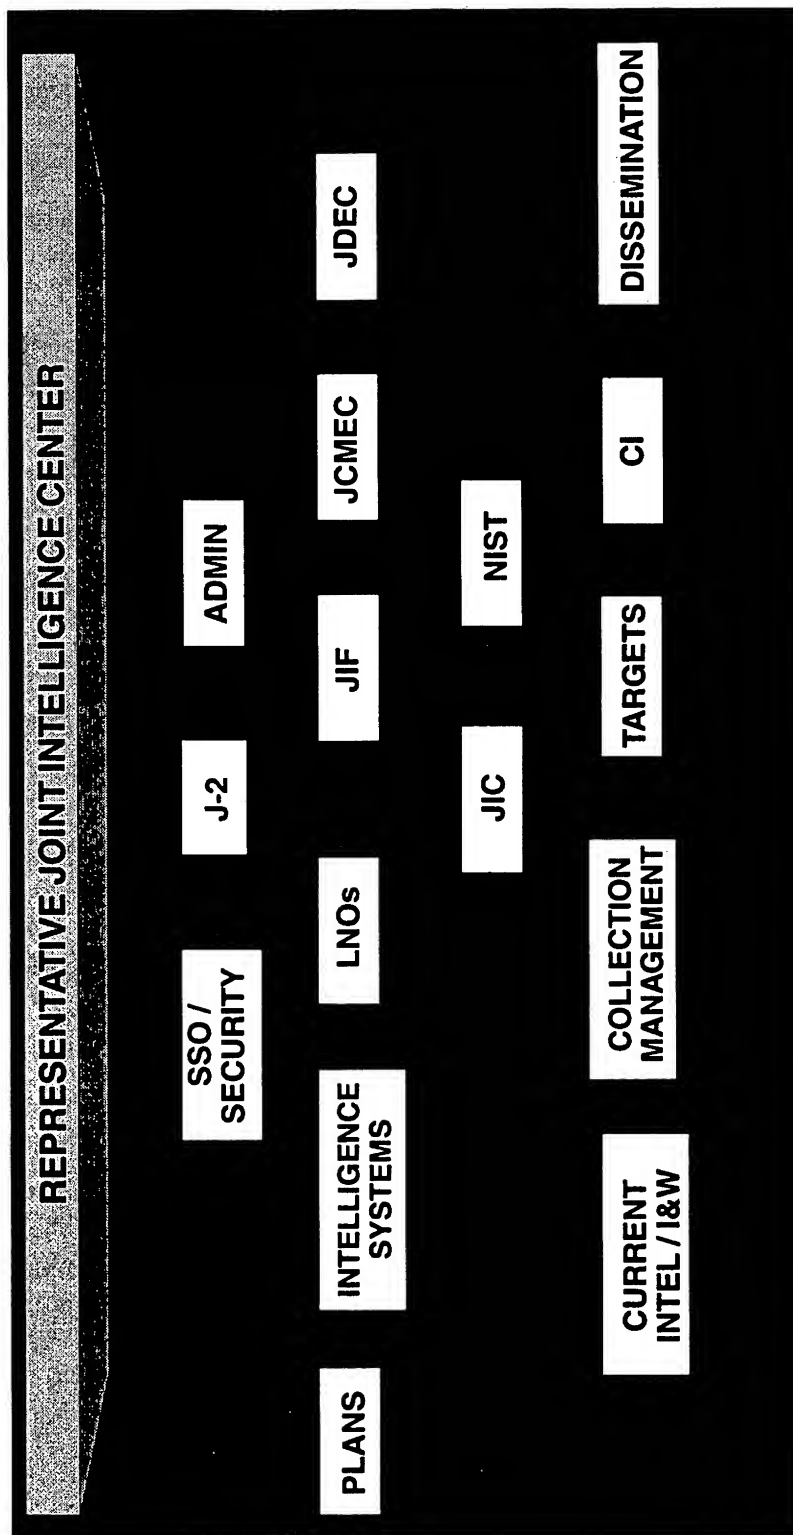 REPRESENTATIVE JOINT INTELLIGENCE CENTER
SSO /
SECURITY
J-2
ADMIN
PLANS
INTELLIGENCE
SYSTEMS
LNOs
JIF
JCMEC
JDEC
JIC
NIST
CURRENT
INTEL / I&W
COLLECTION
MANAGEMENT
TARGETS
CI
DISSEMINATION